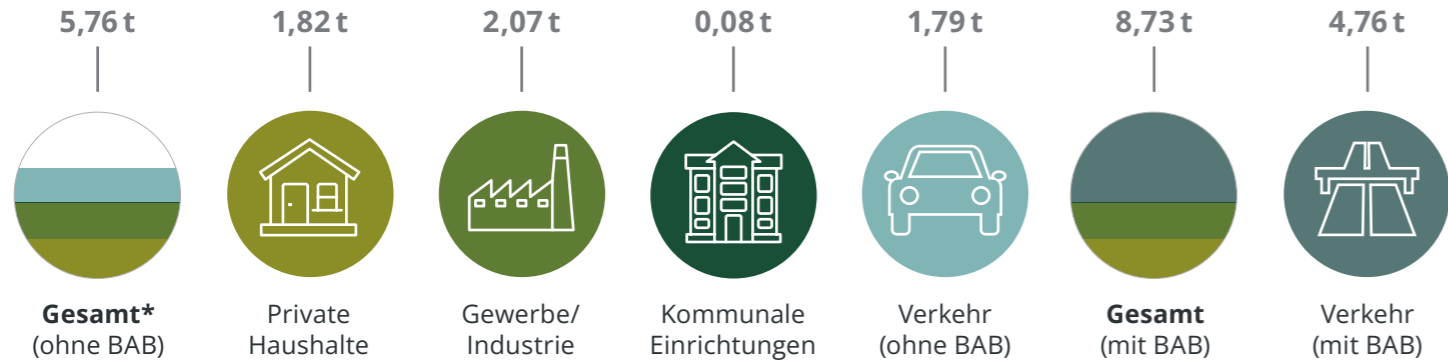 5,76 t
1,82 t
2,07 t
0,08 t
1,79 t
8,73 t
4,76 t
Gesamt*
(ohne BAB)
Private
Haushalte
Gewerbe/
Industrie
Kommunale
Einrichtungen
Verkehr
(ohne BAB)
Gesamt
(mit BAB)
Verkehr
(mit BAB)